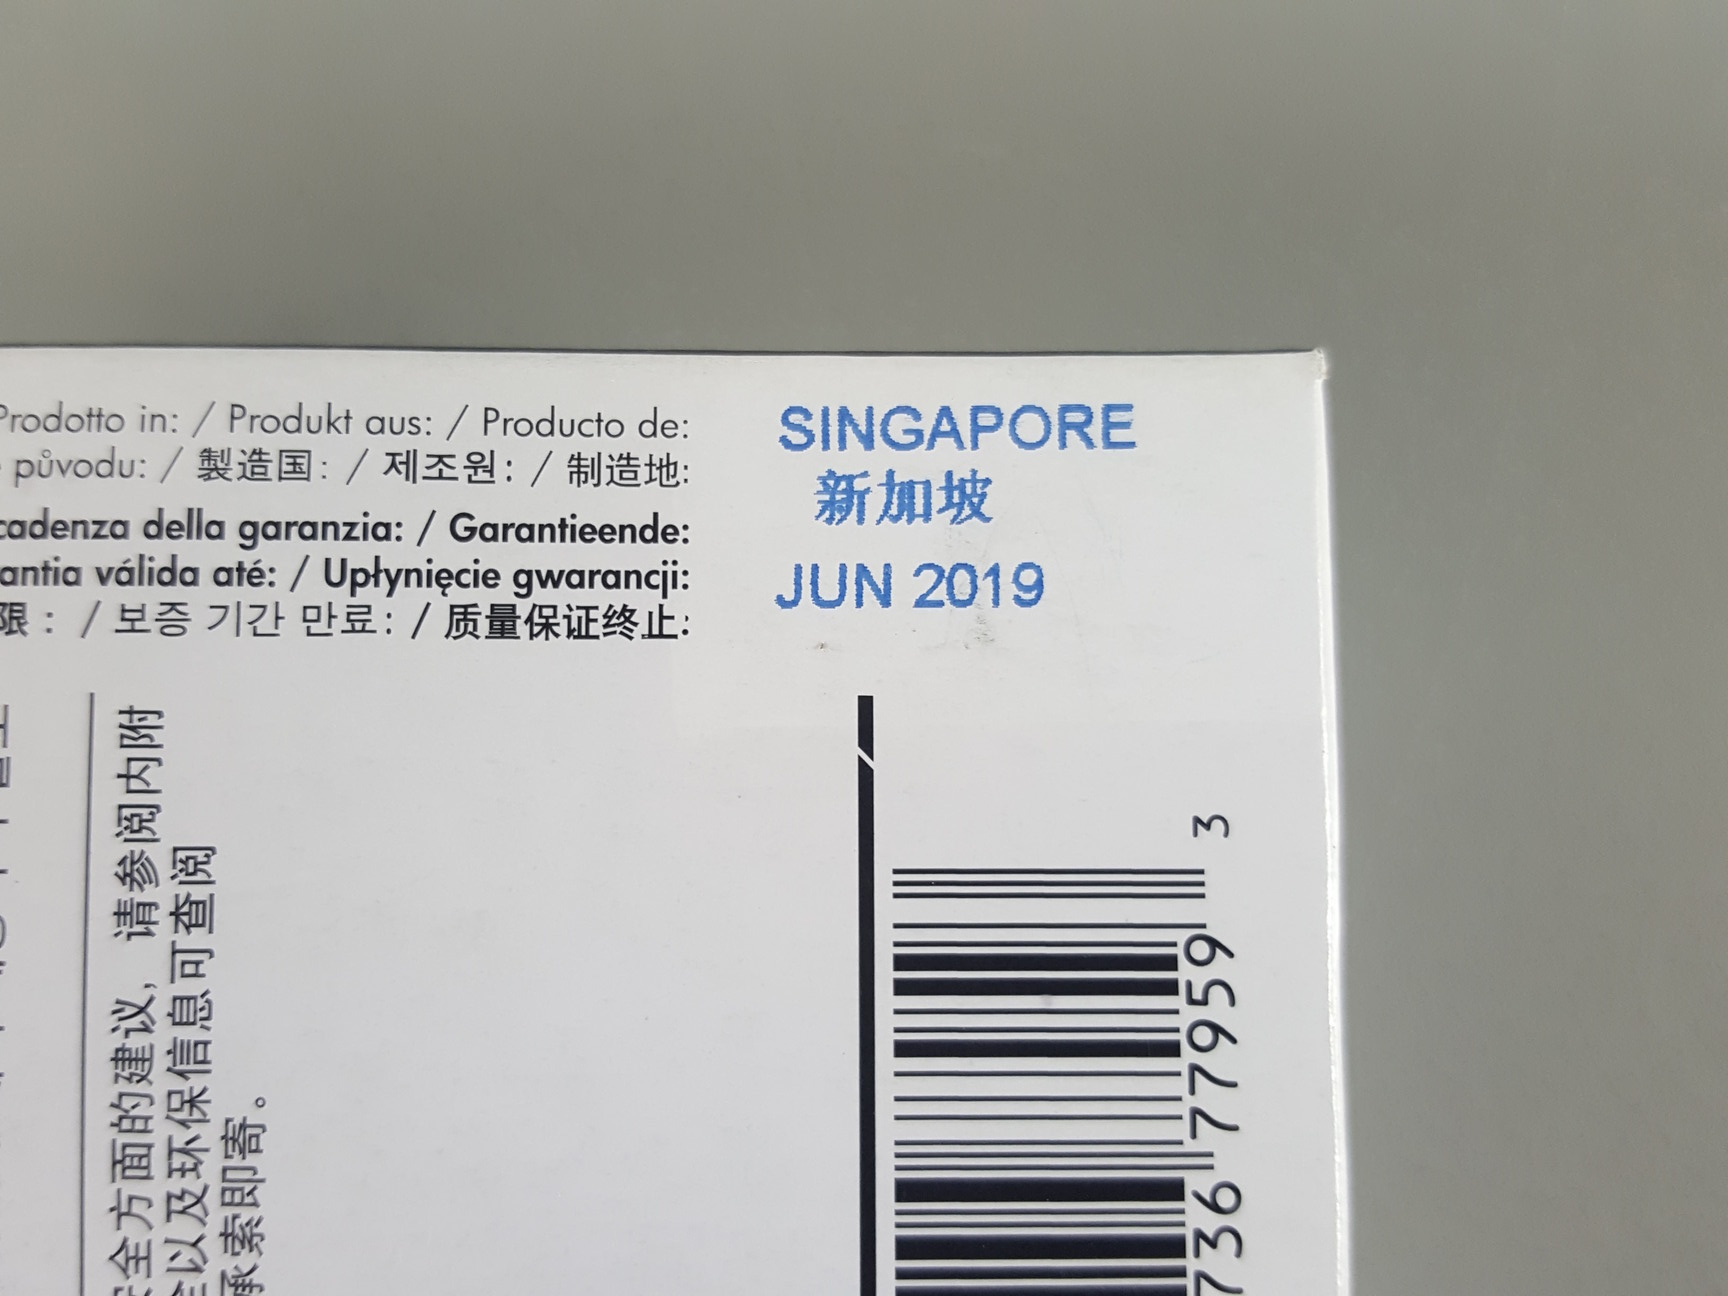 Prodotto in: / Produkt aus: / Producto de: SINGAPORE
původu: / 製造国: / 제조원: / 制造地: 新加坡
cadenza della garanzia: / Garantieende:
antia válida até: / Upłynięcie gwarancji: JUN 2019
限: / 보증 기간 만료: / 质量保证终止:
全方面的建议，请参阅内附
以及环保信息可查阅
承索即寄。
736 77959 3